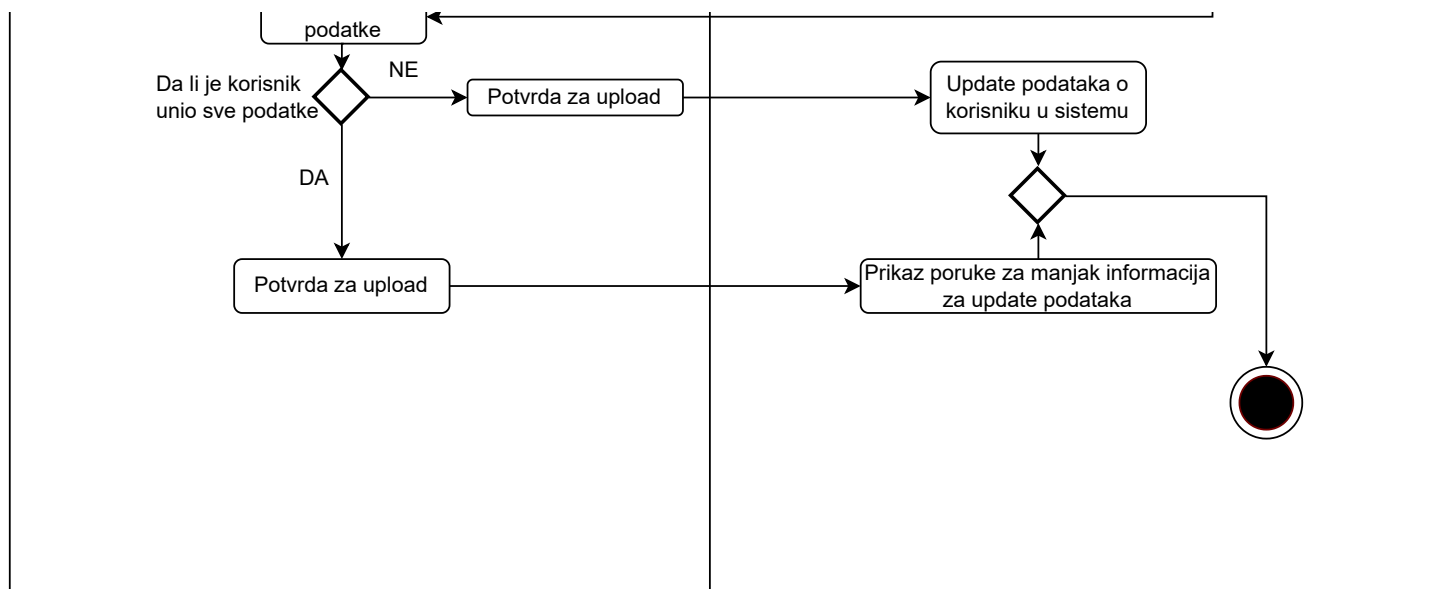 podatke
NE
Da li je korisnik
unio sve podatke
Potvrda za upload
Update podataka o
korisniku u sistemu
DA
Potvrda za upload
Prikaz poruke za manjak informacija
za update podataka